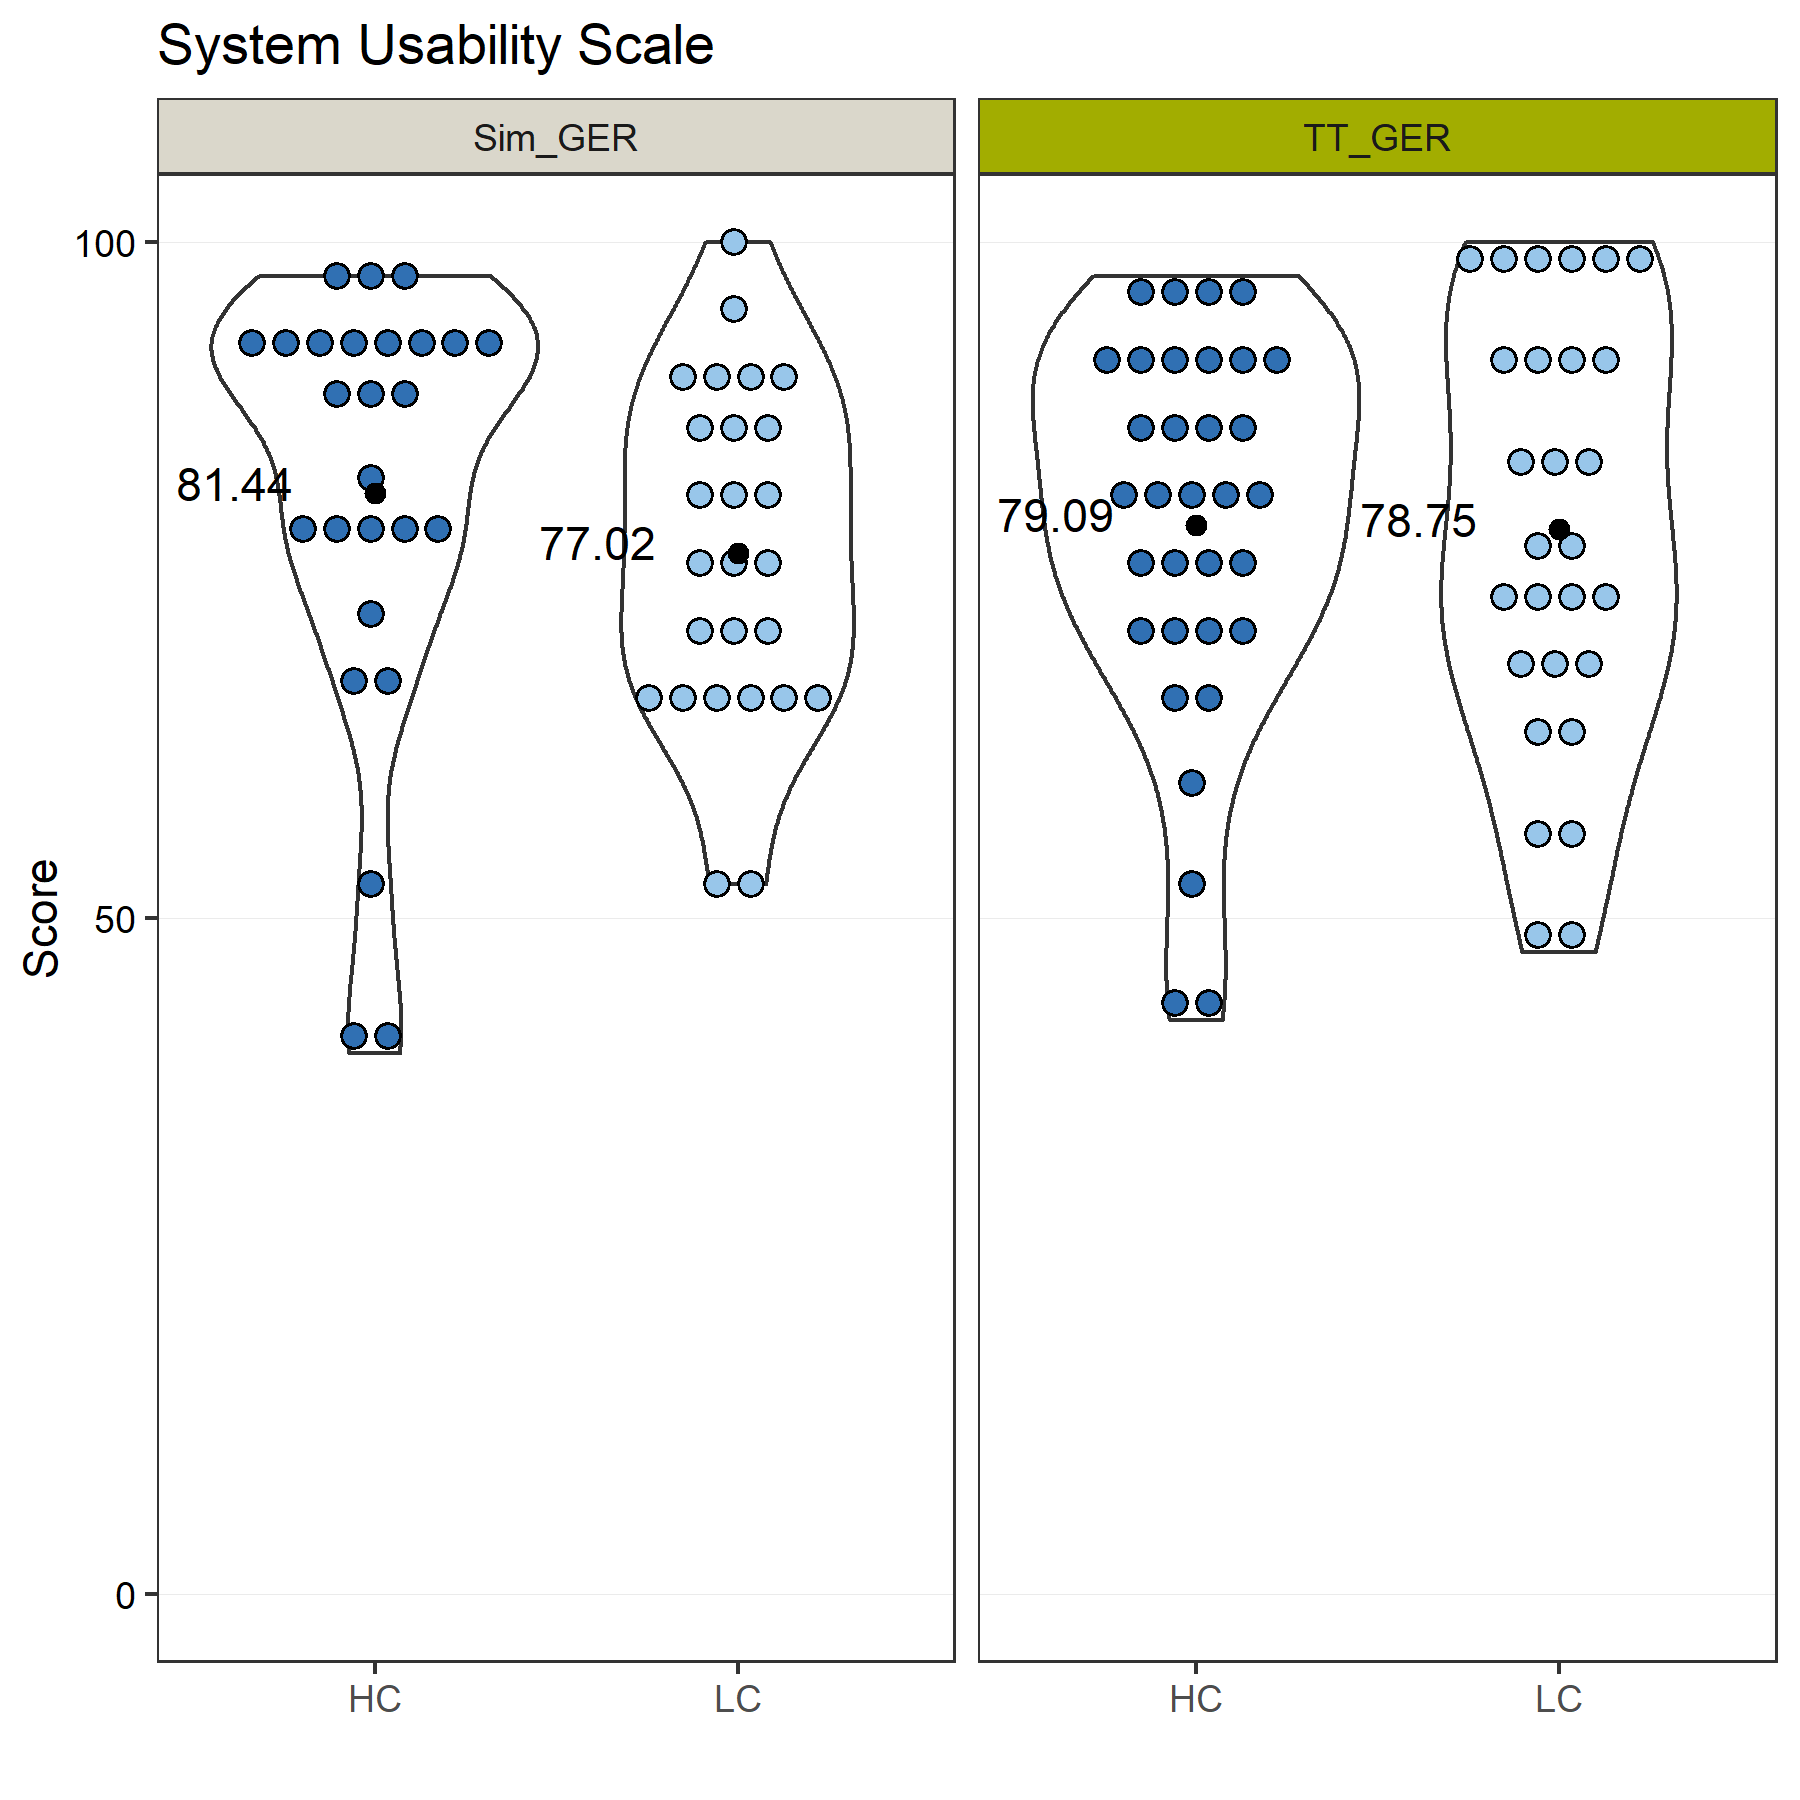 System Usability Scale
Sim_GER
TT_GER
100
50
0
Score
81.44
77.02
79.09
78.75
HC
LC
HC
LC